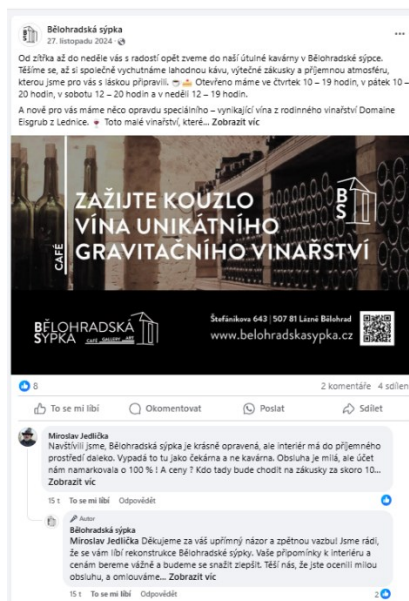 Bělohradská sýpka
27. listopadu 2024 ·
Od zítřka až do neděle vás s radostí opět zveme do naší útulné kavárny v Bělohradské sýpce.
Těšíme se, až si společně vychutnáme lahodnou kávu, výtečné zákusky a příjemnou atmosféru,
kterou jsme pro vás s láskou připravili. ☕🍰 Otevřeno máme ve čtvrtek 10 – 19 hodin, v pátek 10 –
20 hodin, v sobotu 12 – 20 hodin a v neděli 12 – 19 hodin.
A nově pro vás máme něco opravdu speciálního – vynikající vína z rodinného vinařství Domaine
Eisgrub z Lednice. 🍷 Toto malé vinařství, které... Zobrazit víc
B
S
CAFÉ
ZAŽIJTE KOUZLO
VÍNA UNIKÁTNÍHO
GRAVITAČNÍHO VINAŘSTVÍ
BĚLOHRADSKÁ
SÝPKA CAFE GALLERY ART
Štefánikova 643 | 507 81 Lázně Bělohrad
www.belohradskasypka.cz
8
2 komentáře 4 sdílen
To se mi líbí Okomentovat Poslat Sdílet
Miroslav Jedlička
Navštívili jsme, Bělohradská sýpka je krásně opravená, ale interiér má do příjemného
prostředí daleko. Vypadá to tu jako čekárna a ne kavárna. Obsluha je milá, ale účet
nám namarkovala o 100 % ! A ceny ? Kdo tady bude chodit na zákusky za skoro 10...
Zobrazit víc
15 t To se mi líbí Odpovědět
Autor
Bělohradská sýpka
Miroslav Jedlička Děkujeme za váš upřímný názor a zpětnou vazbu! Jsme rádi,
že se vám líbí rekonstrukce Bělohradské sýpky. Vaše připomínky k interiéru a
cenám bereme vážně a budeme se snažit zlepšit. Těší nás, že jste ocenili milou
obsluhu, a omlouváme... Zobrazit víc
15 t To se mi líbí Odpovědět 2